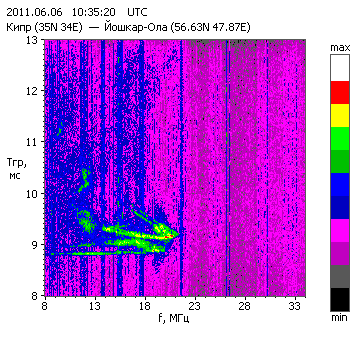 2011.06.06 10:35:20 UTC
Кипр (35N 34E) — Йошкар-Ола (56.63N 47.87E)
13
12
11
Тгр,
мс
10
9
8
8 13 18 23 28 33
f, МГц
max
min